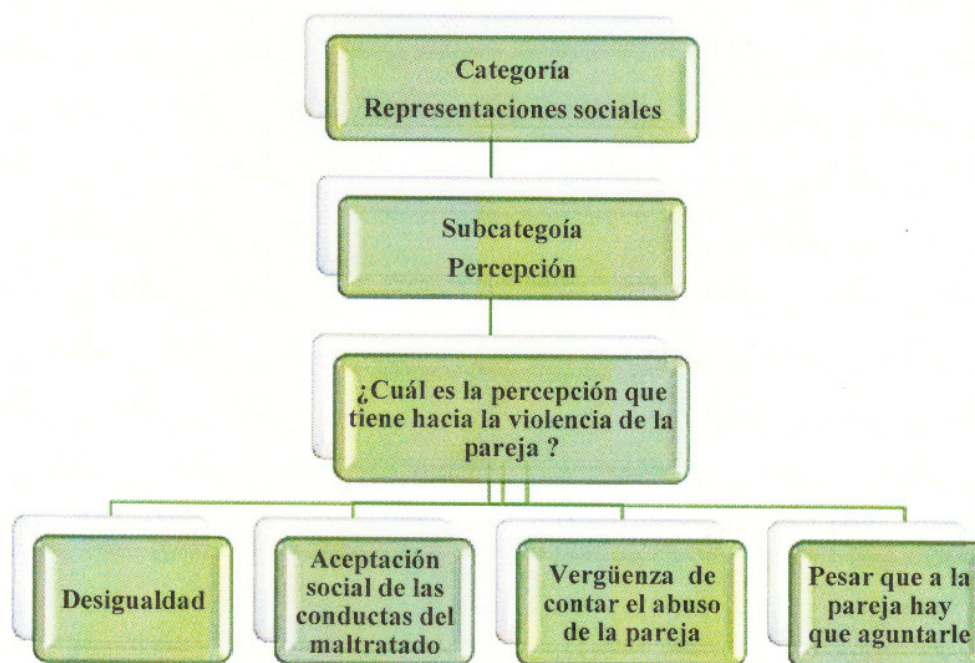 Categoría
Representaciones sociales
Subcategoía
Percepción
¿Cuál es la percepción que
tiene hacia la violencia de la
pareja ?
Desigualdad
Aceptación
social de las
conductas del
maltratado
Vergüenza de
contar el abuso
de la pareja
Pesar que a la
pareja hay
que aguntarle